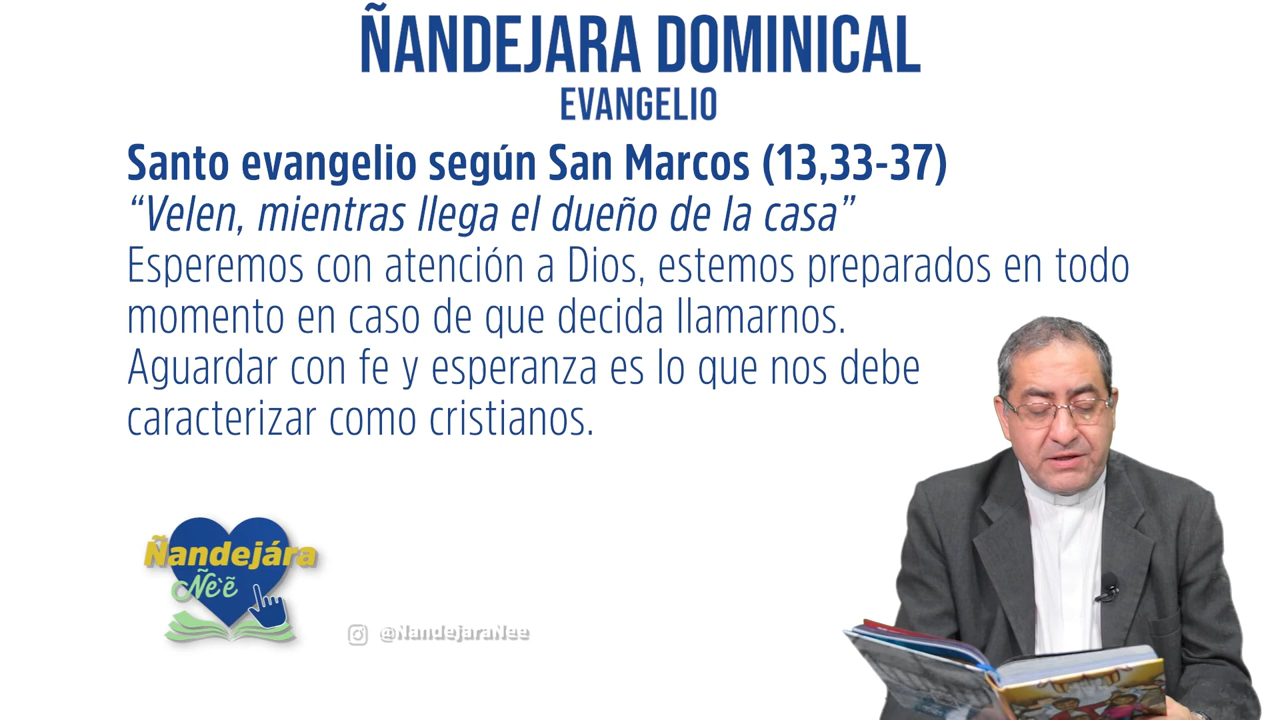 ÑANDEJARA DOMINICAL
EVANGELIO
Santo evangelio según San Marcos (13,33-37)
“Velen, mientras llega el dueño de la casa”
Esperemos con atención a Dios, estemos preparados en todo
momento en caso de que decida llamarnos.
Aguardar con fe y esperanza es lo que nos debe
caracterizar como cristianos.
Ñandejára
Ñe'ẽ
@NandejaraNee